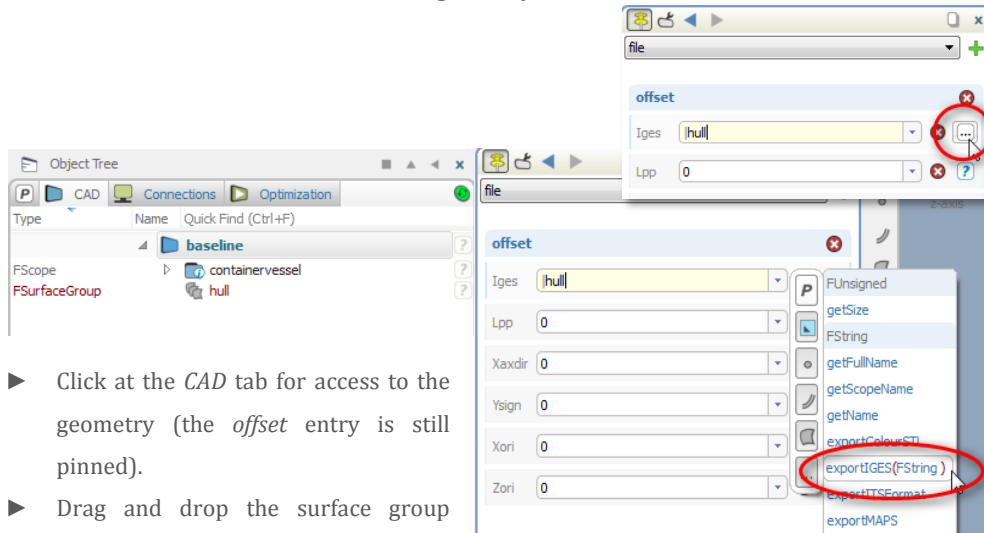 file
offset
Iges |hull
...
Lpp 0
?
Object Tree
P CAD Connections Optimization
Type Name Quick Find (Ctrl+F)
baseline ?
FScope containervessel ?
FSurfaceGroup hull ?
file
z-axis
offset
Iges |hull
Lpp 0
Xaxdir 0
Ysign 0
Xori 0
Zori 0
P
FUnsigned
getSize
FString
getFullName
getScopeName
getName
exportColourSTL
exportIGES(FString )
exportITSFormat
exportMAPS
► Click at the CAD tab for access to the
geometry (the offset entry is still
pinned).
► Drag and drop the surface group